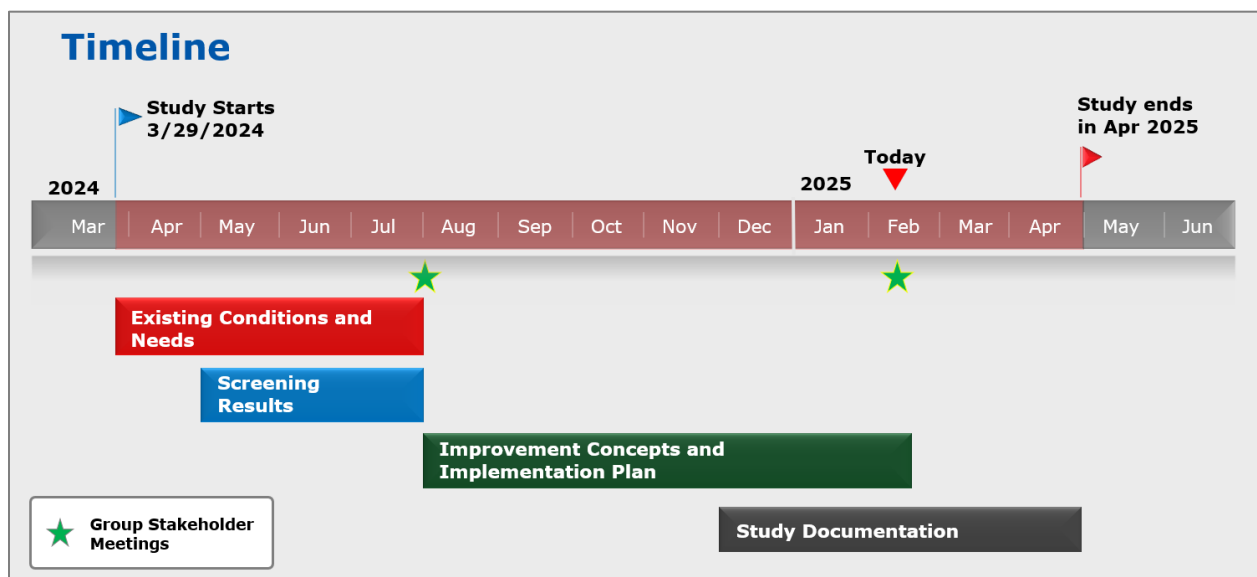 Timeline
Study Starts
3/29/2024
Study ends
in Apr 2025
Today
2024
2025
Mar Apr May Jun Jul Aug Sep Oct Nov Dec Jan Feb Mar Apr May Jun
Existing Conditions and
Needs
Screening
Results
Improvement Concepts and
Implementation Plan
Study Documentation
Group Stakeholder
Meetings